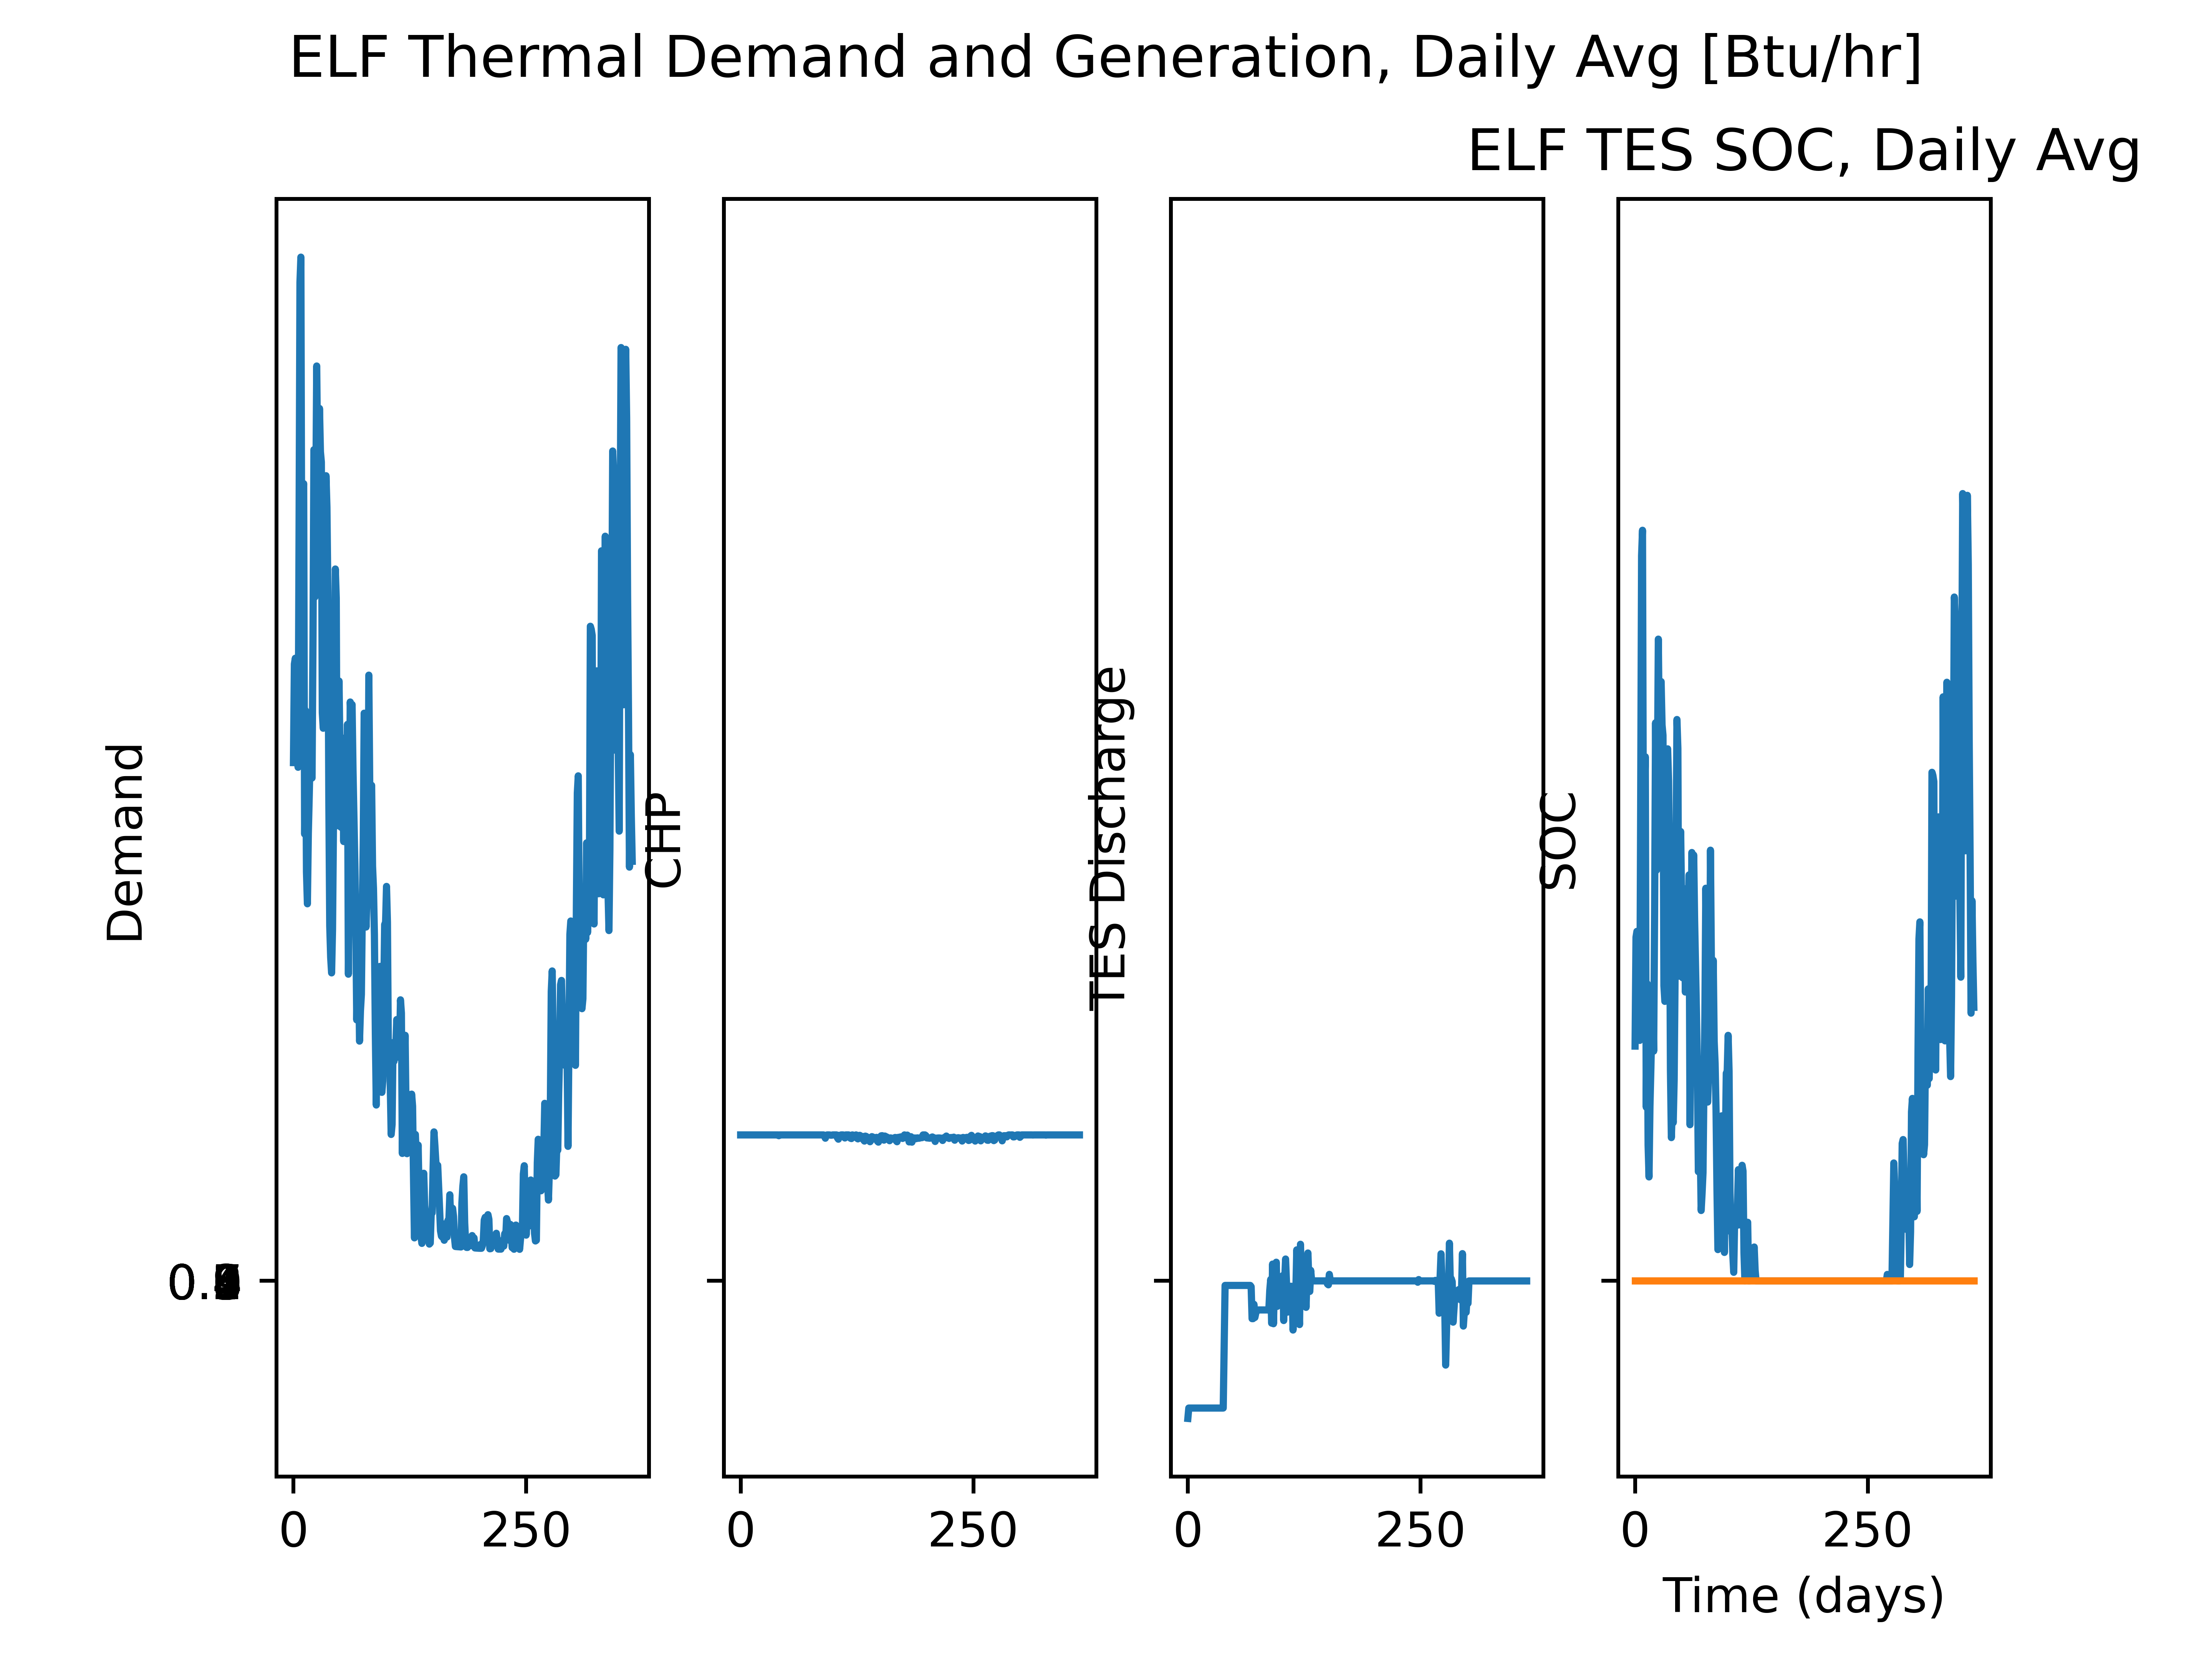 ELF Thermal Demand and Generation, Daily Avg [Btu/hr]
ELF TES SOC, Daily Avg
Demand
CHP
TES Discharge
SOC
0 250
0 250
0 250
0 250
Time (days)